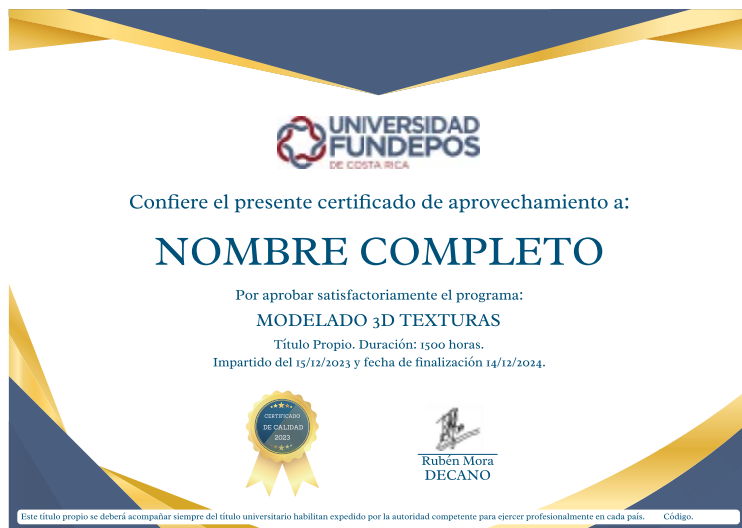 UNIVERSIDAD
FUNDEPOS
DE COSTA RICA
Confiere el presente certificado de aprovechamiento a:
NOMBRE COMPLETO
Por aprobar satisfactoriamente el programa:
MODELADO 3D TEXTURAS
Título Propio. Duración: 1500 horas.
Impartido del 15/12/2023 y fecha de finalización 14/12/2024.
CERTIFICADO
DE CALIDAD
2023
Rubén Mora
DECANO
Este título propio se deberá acompañar siempre del título universitario habilitan expedido por la autoridad competente para ejercer profesionalmente en cada país. Código.